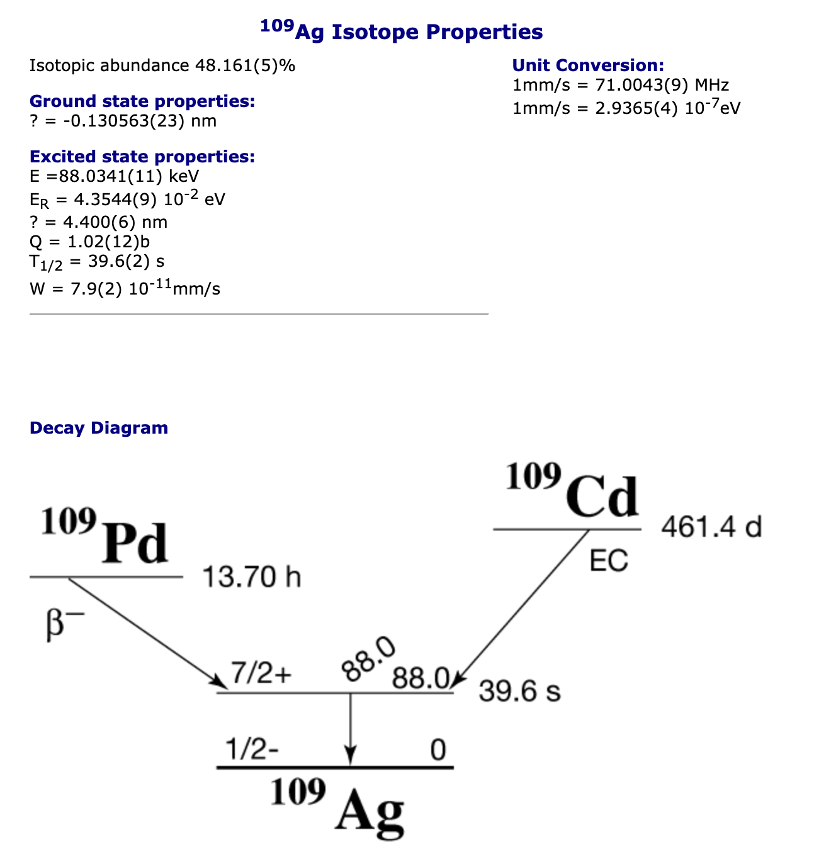 ¹⁰⁹Ag Isotope Properties
Isotopic abundance 48.161(5)%
Ground state properties:
? = -0.130563(23) nm
Excited state properties:
E =88.0341(11) keV
E_R = 4.3544(9) 10⁻² eV
? = 4.400(6) nm
Q = 1.02(12)b
T₁/₂ = 39.6(2) s
W = 7.9(2) 10⁻¹¹mm/s
Unit Conversion:
1mm/s = 71.0043(9) MHz
1mm/s = 2.9365(4) 10⁻⁷eV
Decay Diagram
¹⁰⁹Cd
461.4 d
EC
¹⁰⁹Pd
13.70 h
β⁻
7/2+
88.0
88.0
39.6 s
1/2-
0
¹⁰⁹Ag